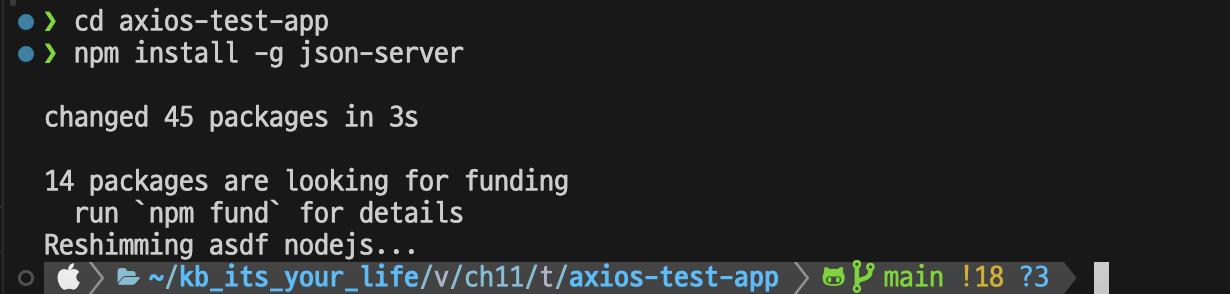 ❯ cd axios-test-app
❯ npm install -g json-server
changed 45 packages in 3s
14 packages are looking for funding
run `npm fund` for details
Reshimming asdf nodejs...
~/kb_its_your_life/v/ch11/t/axios-test-app main !18 ?3